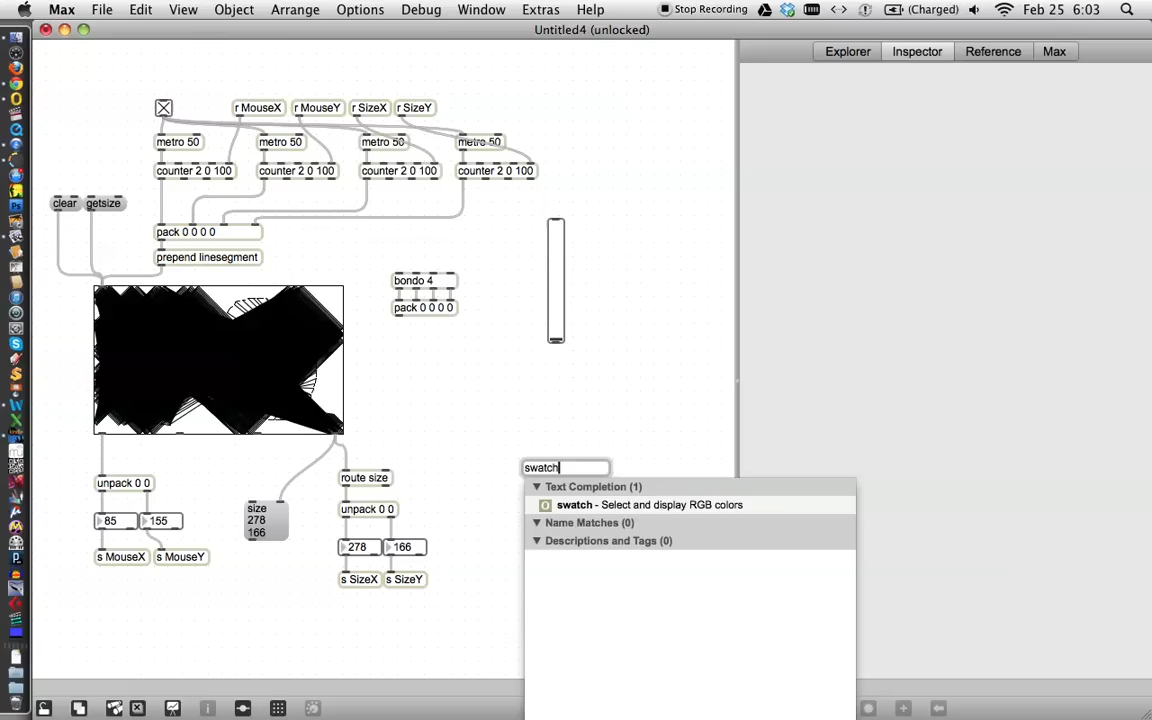 Max File Edit View Object Arrange Options Debug Window Extras Help Stop Recording (Charged) Feb 25 6:03
Untitled4 (unlocked)
Explorer Inspector Reference Max
r MouseX r MouseY r SizeX r SizeY
metro 50 metro 50 metro 50 metro 50
counter 2 0 100 counter 2 0 100 counter 2 0 100 counter 2 0 100
clear getsize
pack 0 0 0 0
prepend linesegment
bondo 4
pack 0 0 0 0
swatch
Text Completion (1)
swatch - Select and display RGB colors
Name Matches (0)
Descriptions and Tags (0)
unpack 0 0
85 155
s MouseX s MouseY
size
278
166
route size
unpack 0 0
278 166
s SizeX s SizeY